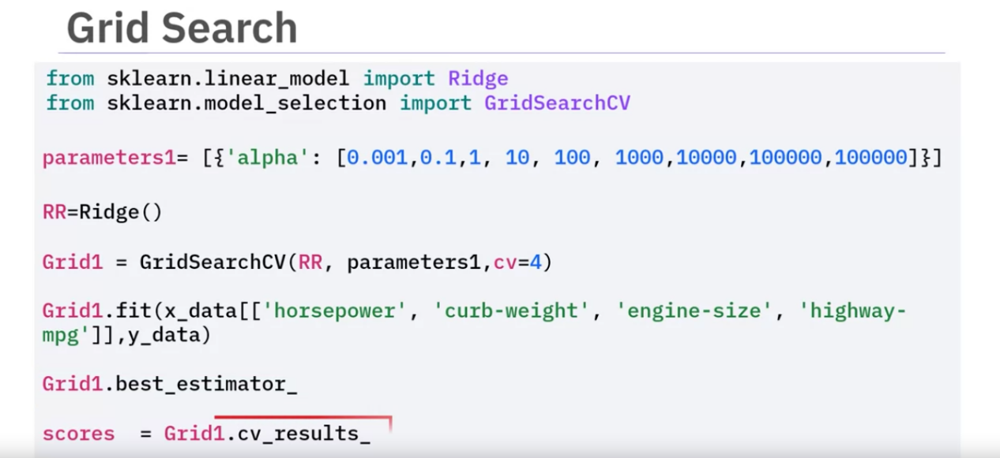 Grid Search
from sklearn.linear_model import Ridge
from sklearn.model_selection import GridSearchCV
parameters1= [{'alpha': [0.001,0.1,1, 10, 100, 1000,10000,100000,100000]}]
RR=Ridge()
Grid1 = GridSearchCV(RR, parameters1,cv=4)
Grid1.fit(x_data[['horsepower', 'curb-weight', 'engine-size', 'highway-
mpg']],y_data)
Grid1.best_estimator_
scores  = Grid1.cv_results_